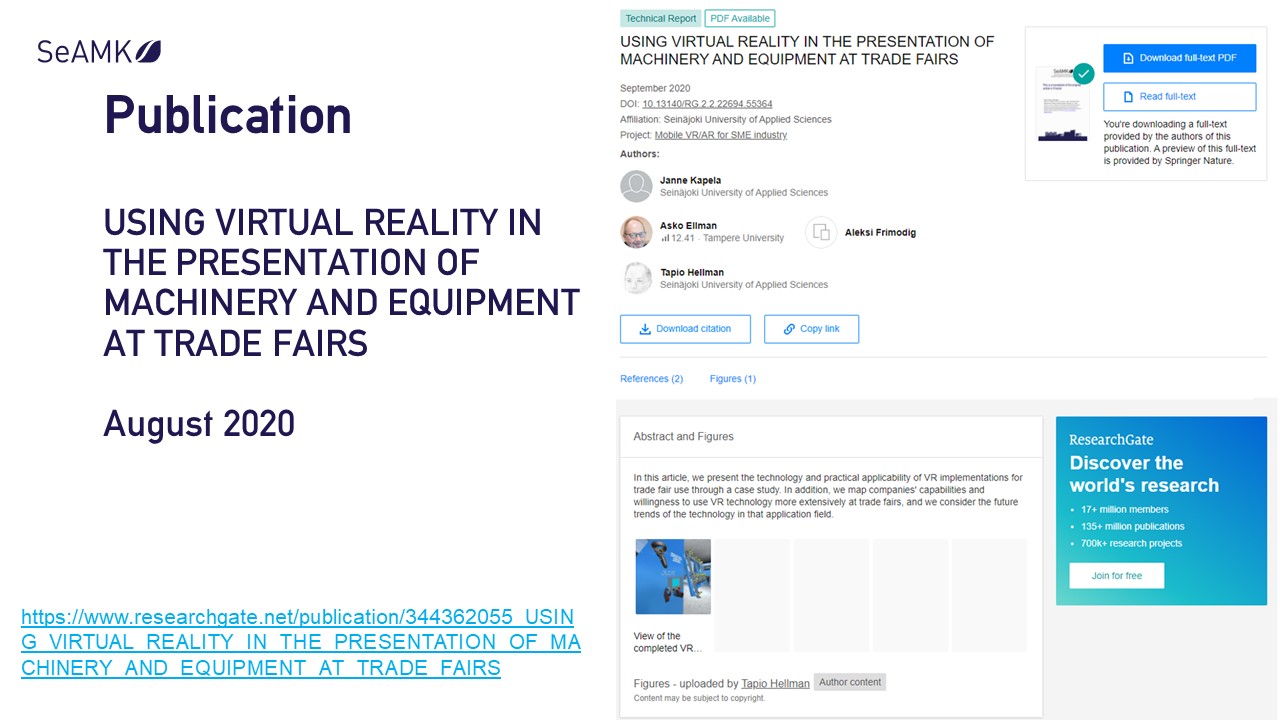 SeAMK
Publication
USING VIRTUAL REALITY IN
THE PRESENTATION OF
MACHINERY AND EQUIPMENT
AT TRADE FAIRS
August 2020
https://www.researchgate.net/publication/344362055_USIN
G_VIRTUAL_REALITY_IN_THE_PRESENTATION_OF_MA
CHINERY_AND_EQUIPMENT_AT_TRADE_FAIRS
Technical Report
PDF Available
USING VIRTUAL REALITY IN THE PRESENTATION OF
MACHINERY AND EQUIPMENT AT TRADE FAIRS
September 2020
DOI: 10.13140/RG.2.2.22694.55364
Affiliation: Seinäjoki University of Applied Sciences
Project: Mobile VR/AR for SME industry
Authors:
Janne Kapela
Seinäjoki University of Applied Sciences
Asko Ellman
12.41 · Tampere University
Aleksi Frimodig
Tapio Hellman
Seinäjoki University of Applied Sciences
Download citation
Copy link
References (2)
Figures (1)
Download full-text PDF
Read full-text
You're downloading a full-text
provided by the authors of this
publication. A preview of this full-text
is provided by Springer Nature.
Abstract and Figures
In this article, we present the technology and practical applicability of VR implementations for
trade fair use through a case study. In addition, we map companies' capabilities and
willingness to use VR technology more extensively at trade fairs, and we consider the future
trends of the technology in that application field.
View of the
completed VR…
Figures - uploaded by Tapio Hellman
Author content
Content may be subject to copyright.
ResearchGate
Discover the
world's research
• 17+ million members
• 135+ million publications
• 700k+ research projects
Join for free